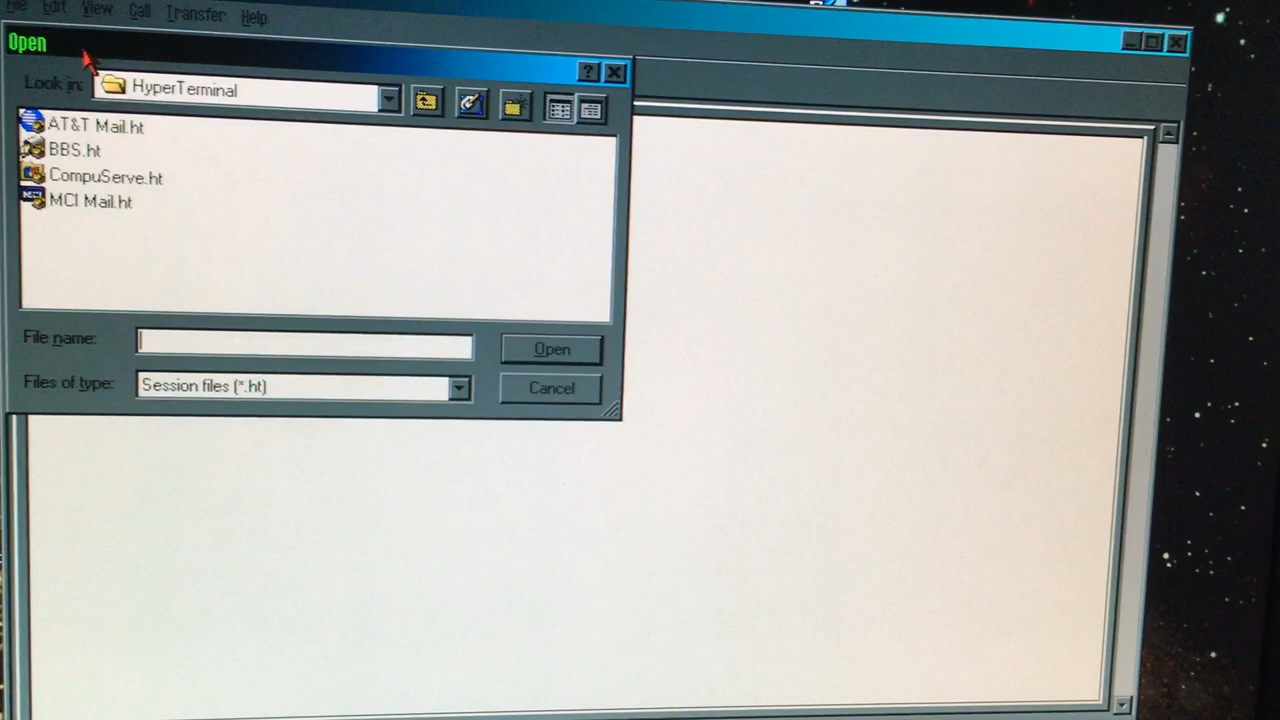 File Edit View Call Transfer Help
Open
Look in: HyperTerminal
AT&T Mail.ht
BBS.ht
CompuServe.ht
MCI Mail.ht
File name:
Open
Files of type: Session files (*.ht)
Cancel